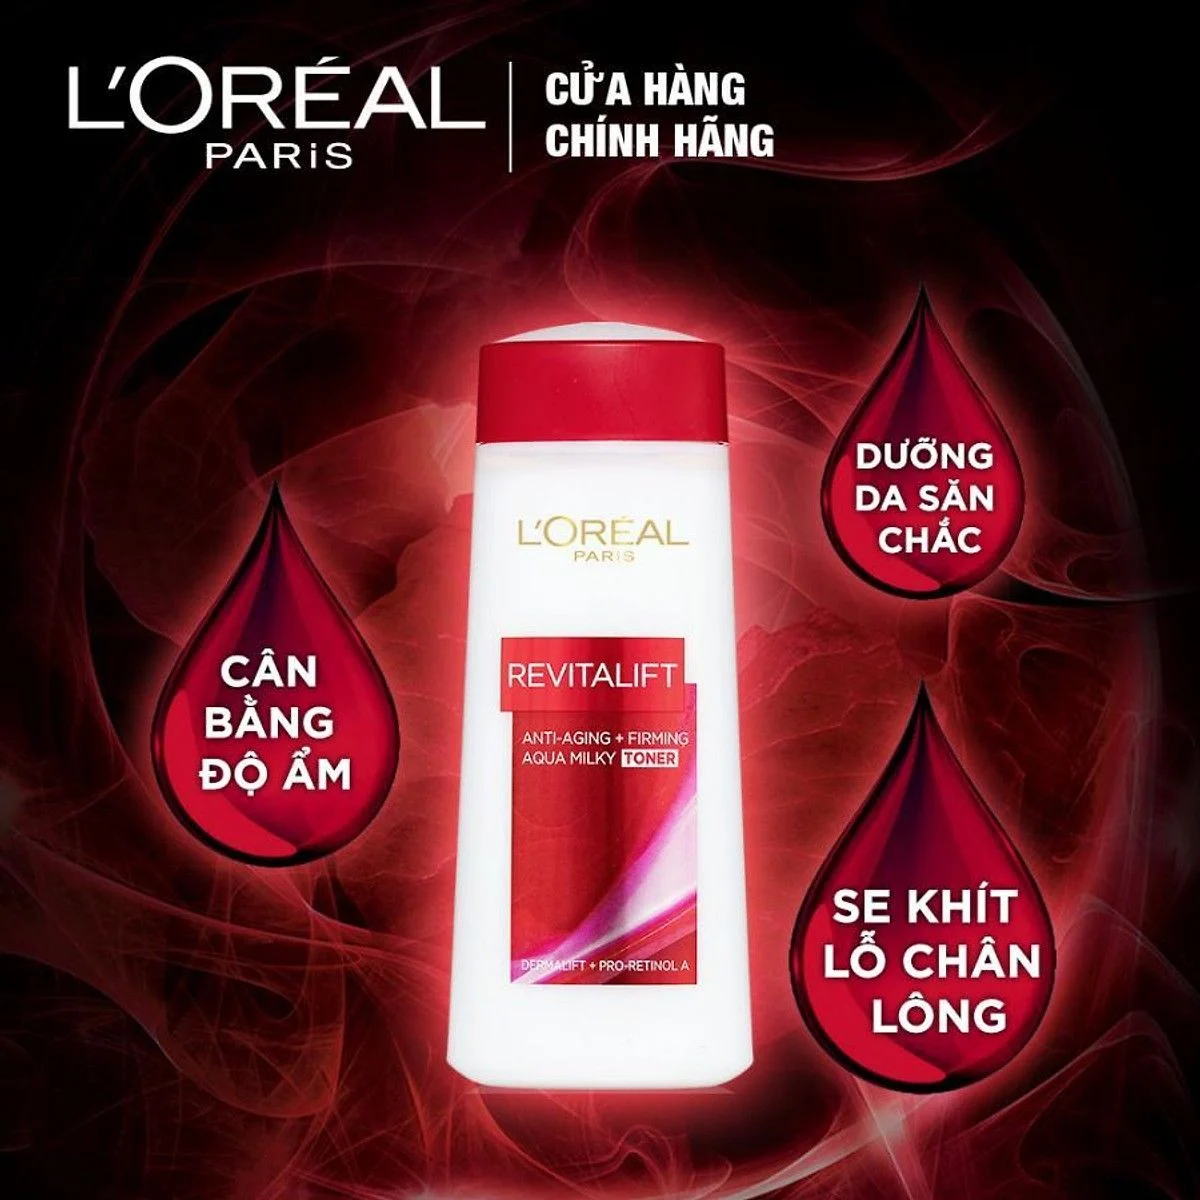 L'ORÉAL
PARIS
CỬA HÀNG
CHÍNH HÃNG
DƯỠNG
DA SĂN
CHẮC
CÂN
BẰNG
ĐỘ ẨM
L'ORÉAL
PARIS
REVITALIFT
ANTI-AGING + FIRMING
AQUA MILKY TONER
DERMALIFT + PRO-RETINOL A
SE KHÍT
LỖ CHÂN
LÔNG